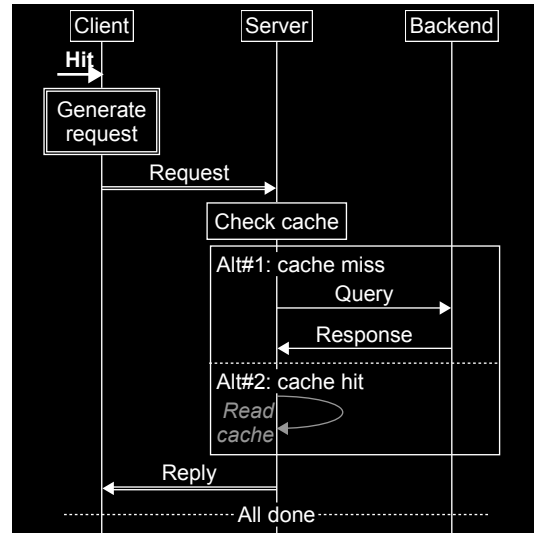 Client Server Backend
Hit
Generate
request
Request
Check cache
Alt#1: cache miss
Query
Response
Alt#2: cache hit
Read
cache
Reply
All done